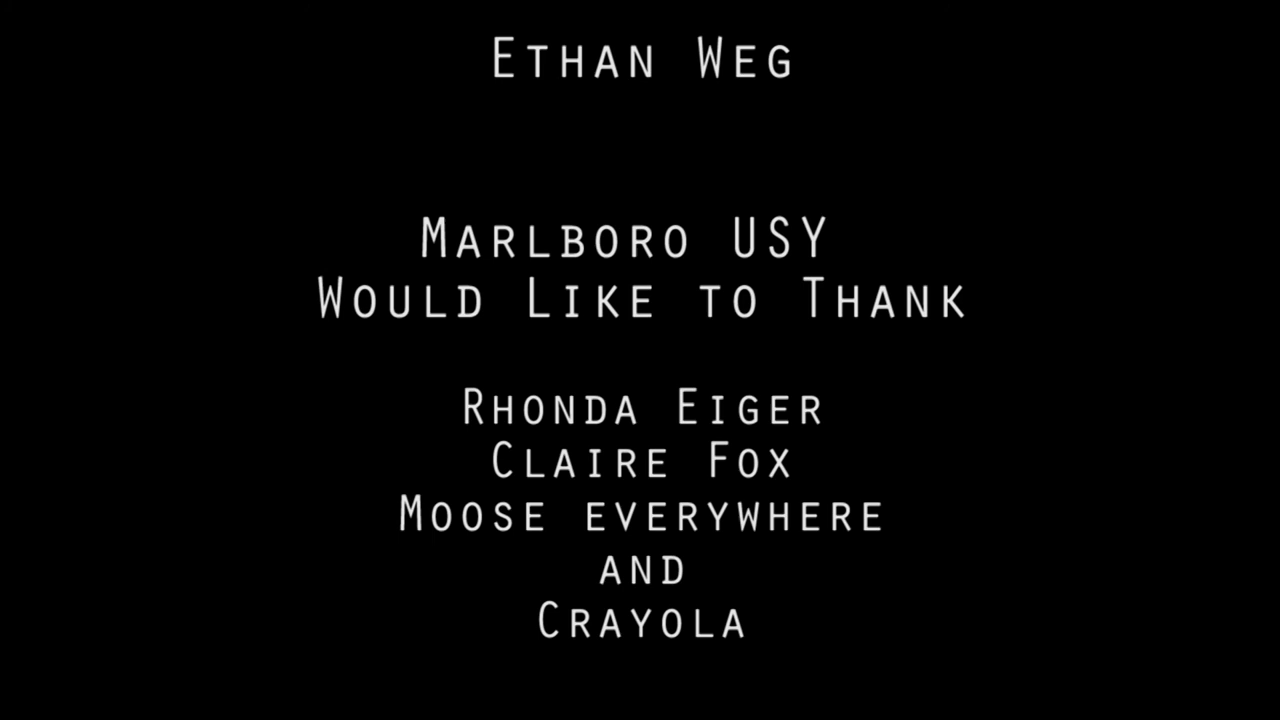 Ethan Weg
Marlboro USY
Would Like to Thank
Rhonda Eiger
Claire Fox
Moose everywhere
and
Crayola